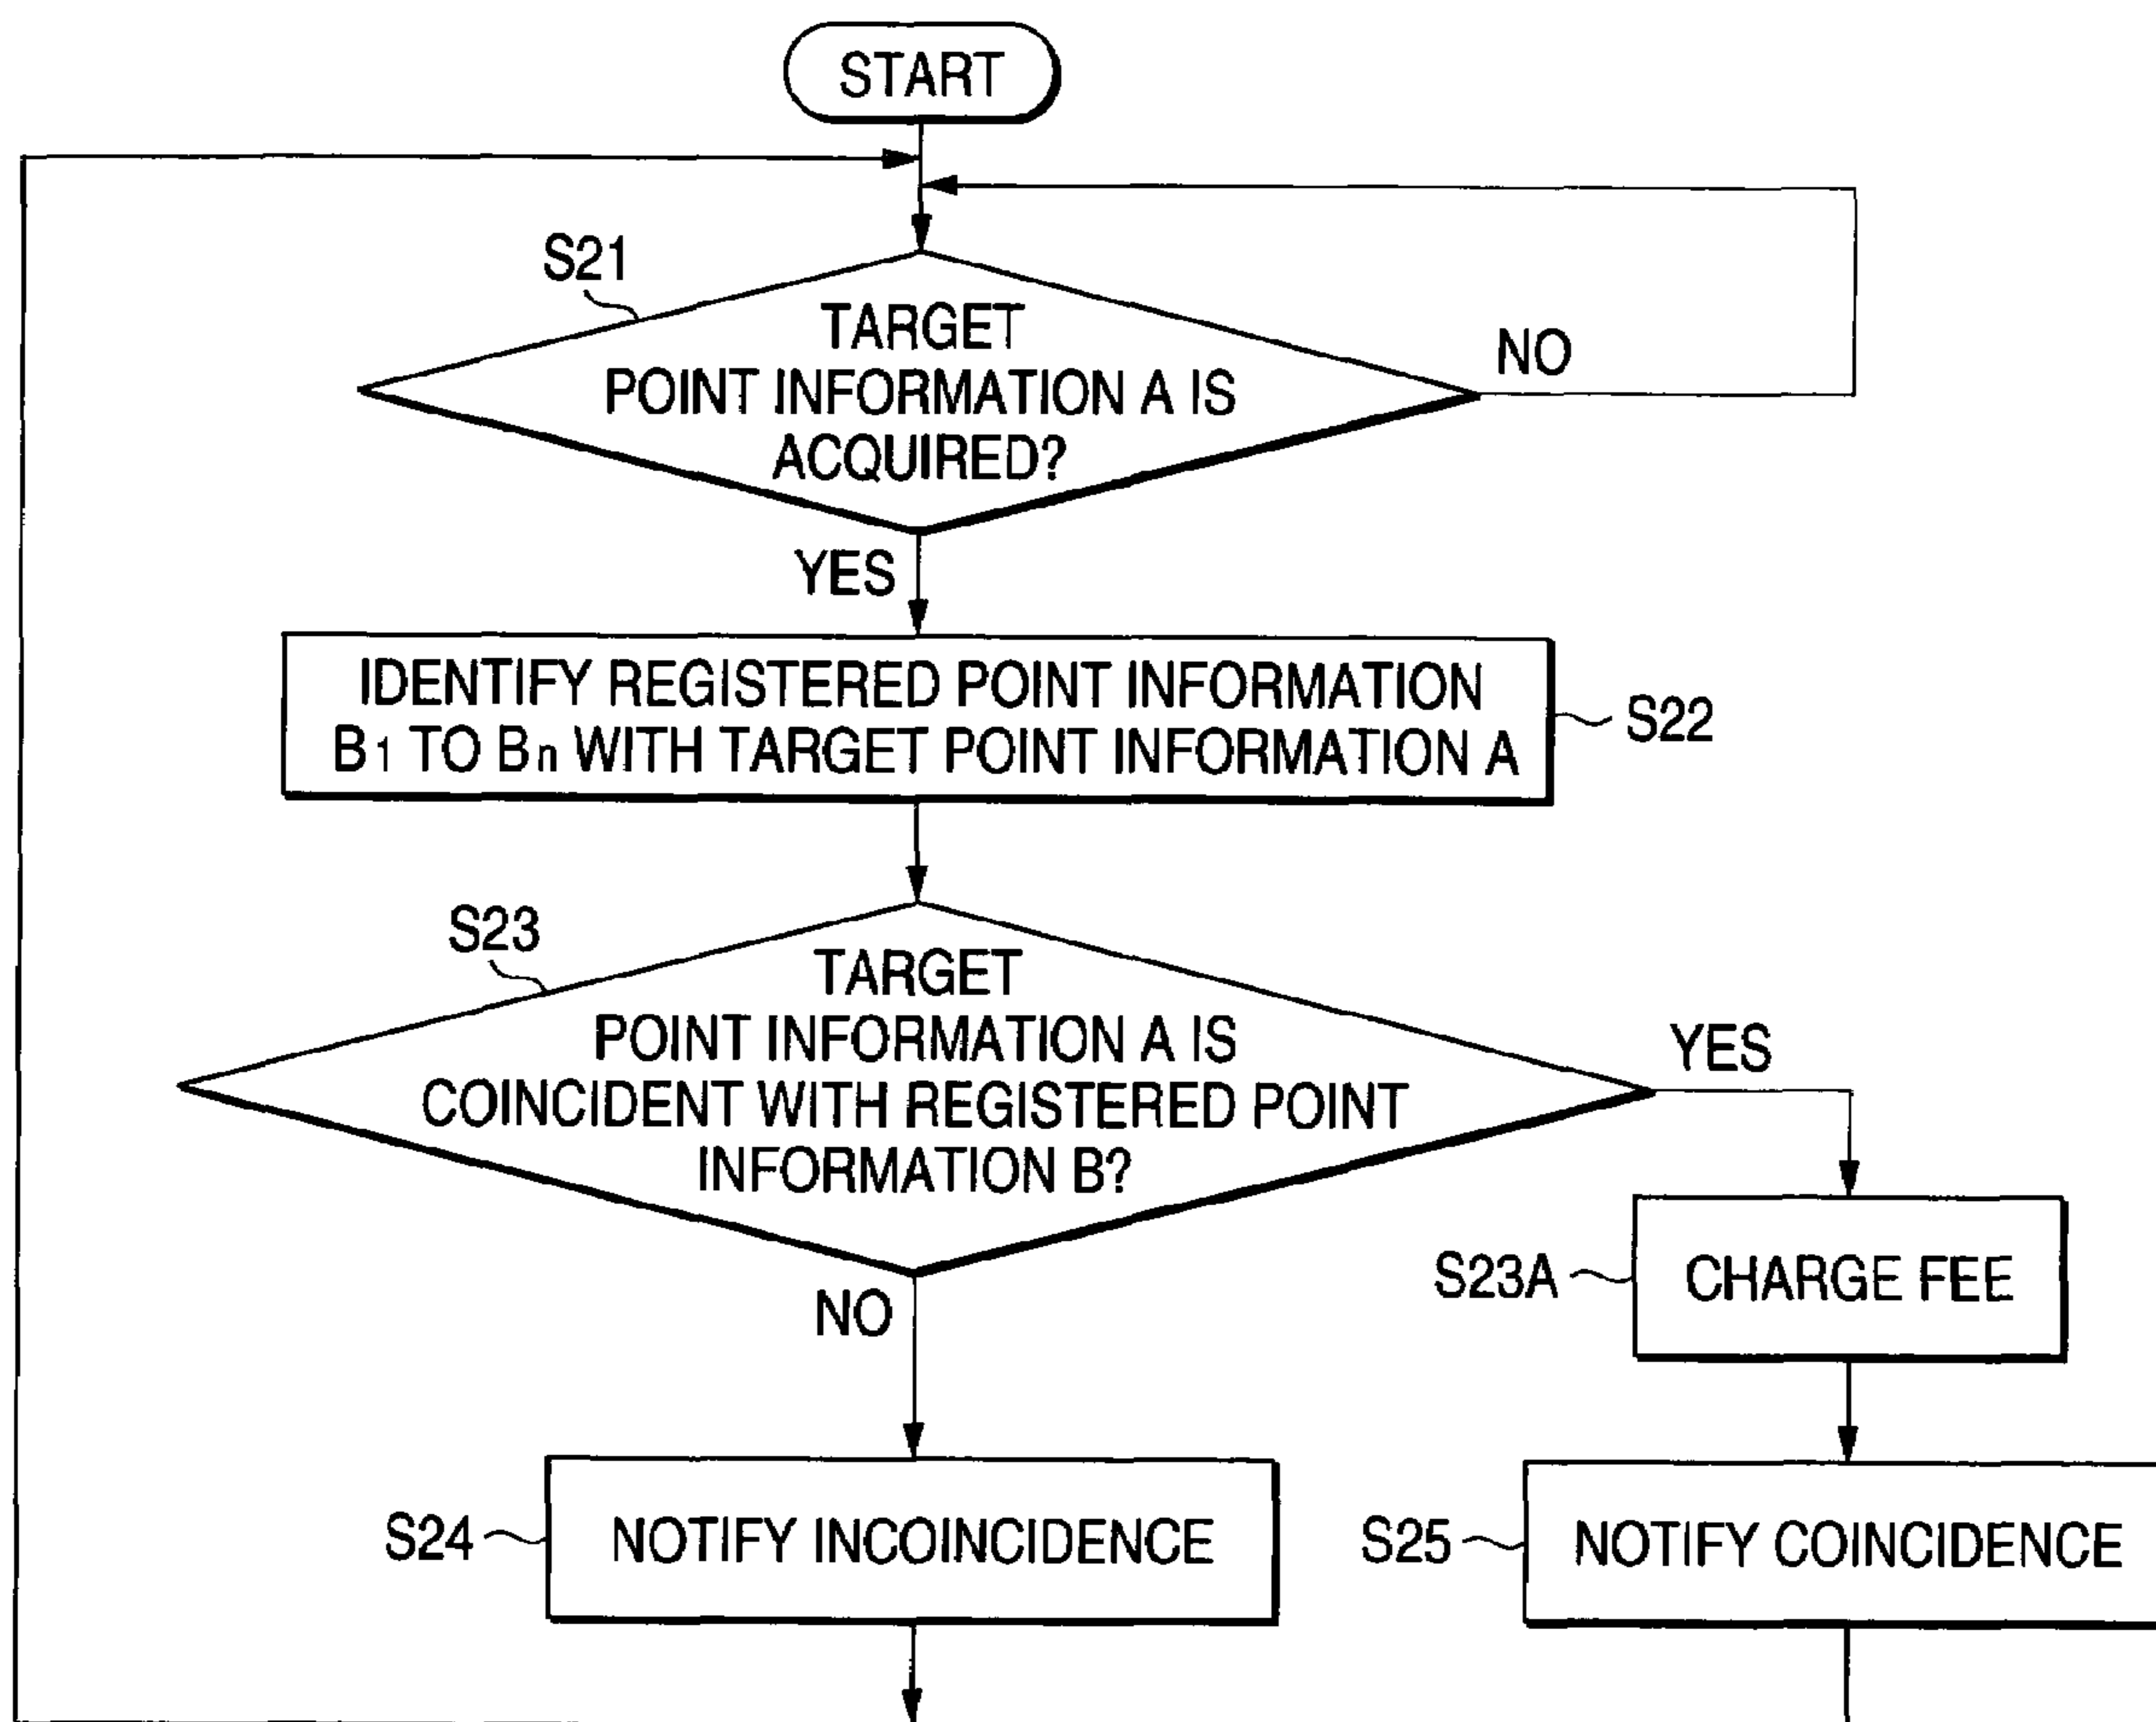 START
S21
TARGET
POINT INFORMATION A IS
ACQUIRED?
NO
YES
IDENTIFY REGISTERED POINT INFORMATION
B1 TO Bn WITH TARGET POINT INFORMATION A
S22
S23
TARGET
POINT INFORMATION A IS
COINCIDENT WITH REGISTERED POINT
INFORMATION B?
YES
NO
S23A
CHARGE FEE
S24
NOTIFY INCOINCIDENCE
S25
NOTIFY COINCIDENCE